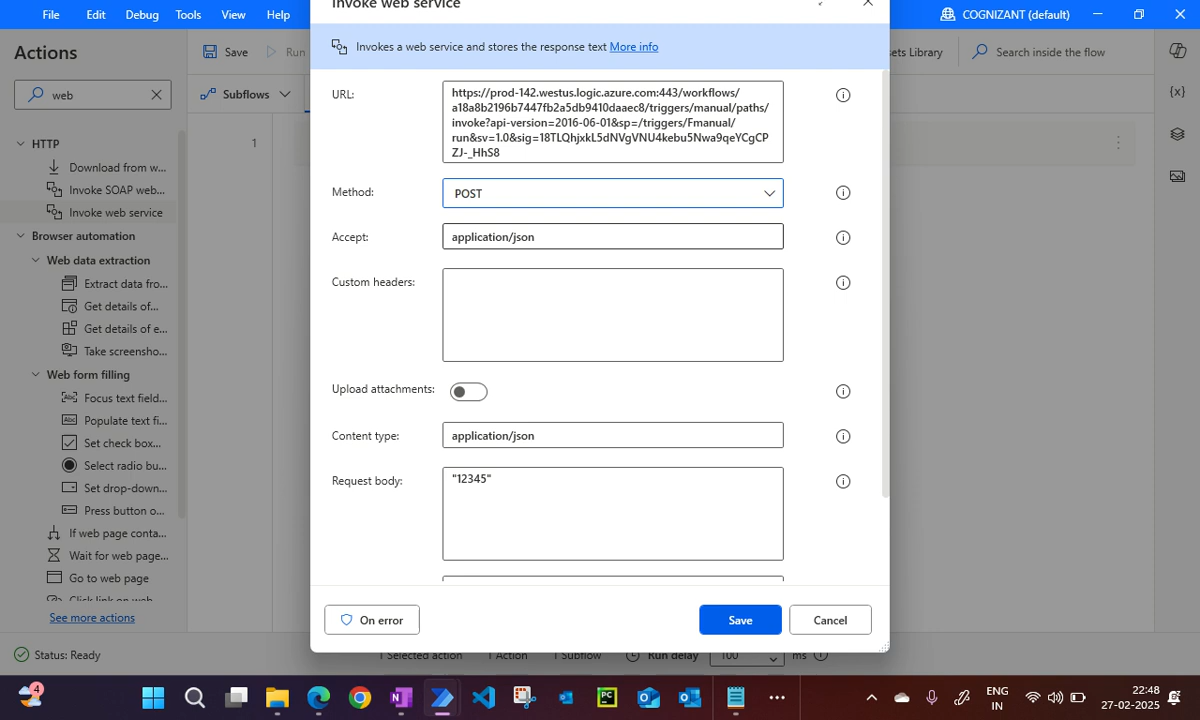 File Edit Debug Tools View Help
COGNIZANT (default)
Actions
web
HTTP
Download from w...
Invoke SOAP web...
Invoke web service
Browser automation
Web data extraction
Extract data fro...
Get details of...
Get details of e...
Take screensho...
Web form filling
Focus text field...
Populate text fi...
Set check box...
Select radio bu...
Set drop-down...
Press button o...
If web page conta...
Wait for web page...
Go to web page
Click link on web
See more actions
Save Run
Subflows
1
ets Library
Search inside the flow
{x}
Invoke web service
Invokes a web service and stores the response text More info
URL:
https://prod-142.westus.logic.azure.com:443/workflows/
a18a8b2196b7447fb2a5db9410daaec8/triggers/manual/paths/
invoke?api-version=2016-06-01&sp=/triggers/Fmanual/
run&sv=1.0&sig=18TLQhjxkL5dNVgVNU4kebu5Nwa9qeYCgCP
ZJ-_HhS8
Method:
POST
Accept:
application/json
Custom headers:
Upload attachments:
Content type:
application/json
Request body:
"12345"
On error
Save
Cancel
Status: Ready
1 Selected action 1 Action 1 Subflow Run delay 100 ms
4
PC
ENG
IN
22:48
27-02-2025